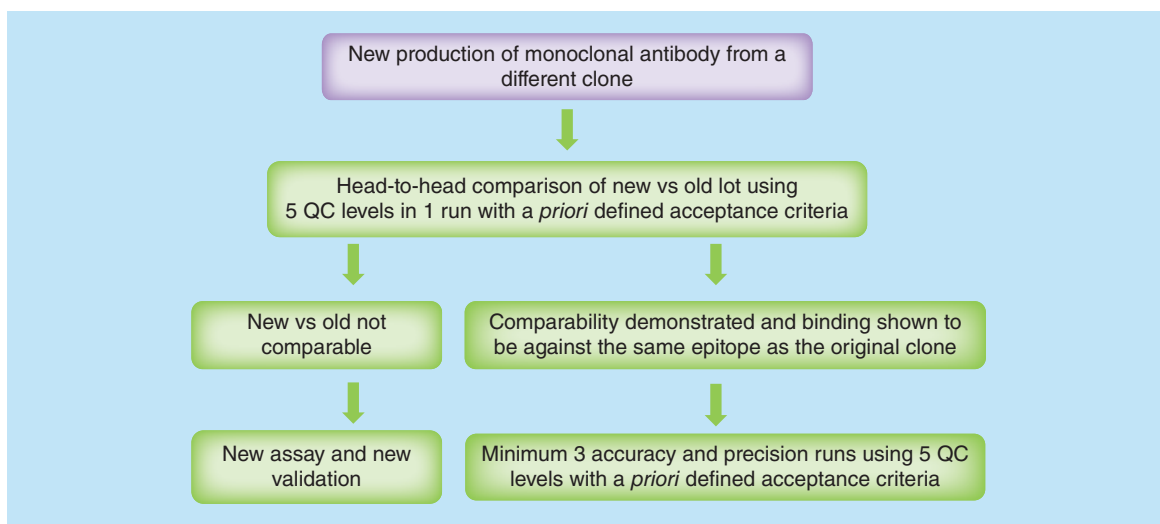 New production of monoclonal antibody from a
different clone
Head-to-head comparison of new vs old lot using
5 QC levels in 1 run with a priori defined acceptance criteria
New vs old not
comparable
Comparability demonstrated and binding shown to
be against the same epitope as the original clone
New assay and new
validation
Minimum 3 accuracy and precision runs using 5 QC
levels with a priori defined acceptance criteria